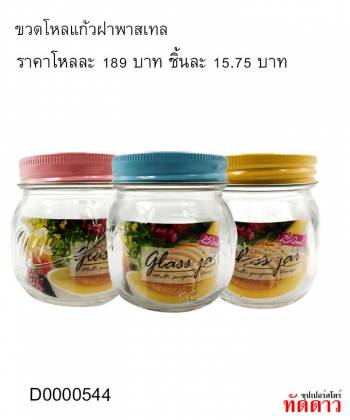 ขวดโหลแก้วฝาพาสเทล
ราคาโหลละ 189 บาท ชิ้นละ 15.75 บาท
250ml
Glass jar
Multi purpose
D0000544
ซุปเปอร์สโตร์
ทัดดาว